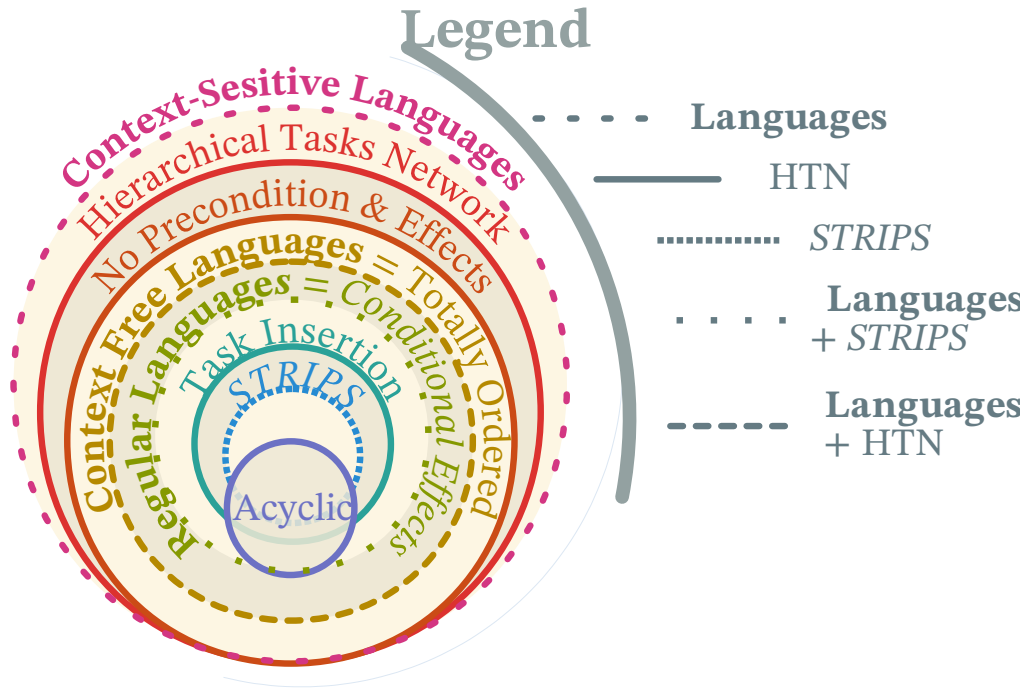 Legend
Context-Sesitive Languages
Hierarchical Tasks Network
No Precondition & Effects
Context Free Languages = Totally Ordered
Regular Languages = Conditional Effects
Task Insertion
STRIPS
Acyclic
Languages
HTN
STRIPS
Languages
+ STRIPS
Languages
+ HTN